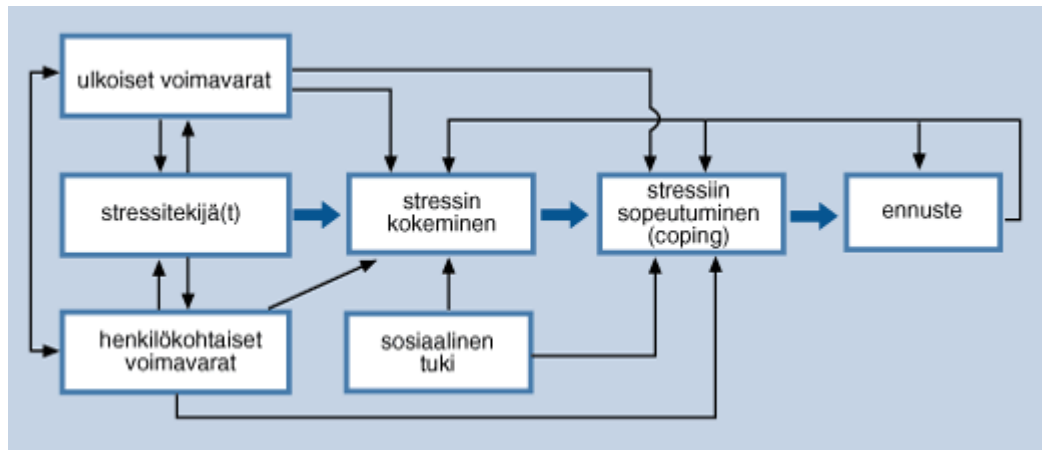 ulkoiset voimavarat
stressitekijä(t)
stressin
kokeminen
stressiin
sopeutuminen
(coping)
ennuste
henkilökohtaiset
voimavarat
sosiaalinen
tuki